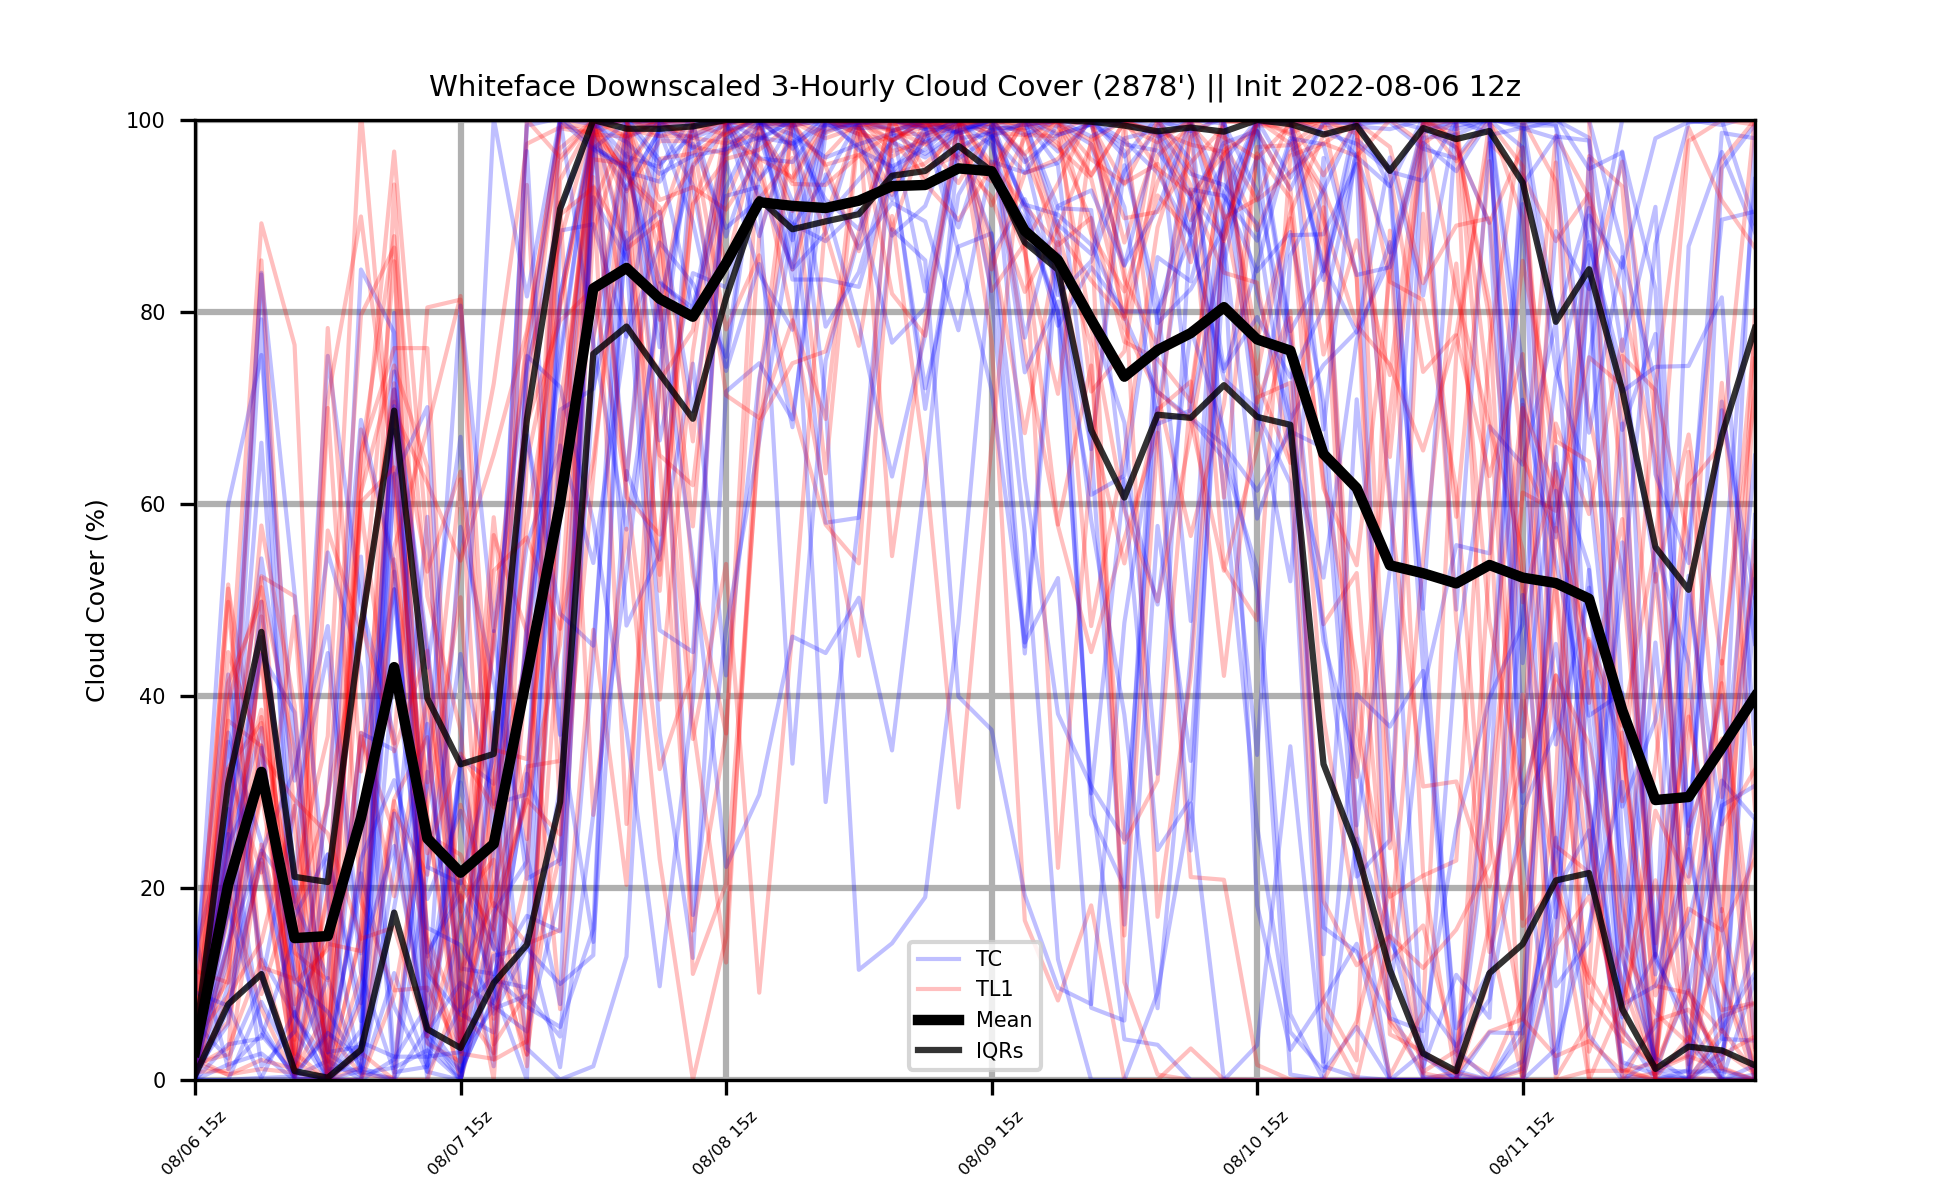 Whiteface Downscaled 3-Hourly Cloud Cover (2878') || Init 2022-08-06 12z
Cloud Cover (%)
100
80
60
40
20
0
TC
TL1
Mean
IQRs
08/06 15z
08/07 15z
08/08 15z
08/09 15z
08/10 15z
08/11 15z